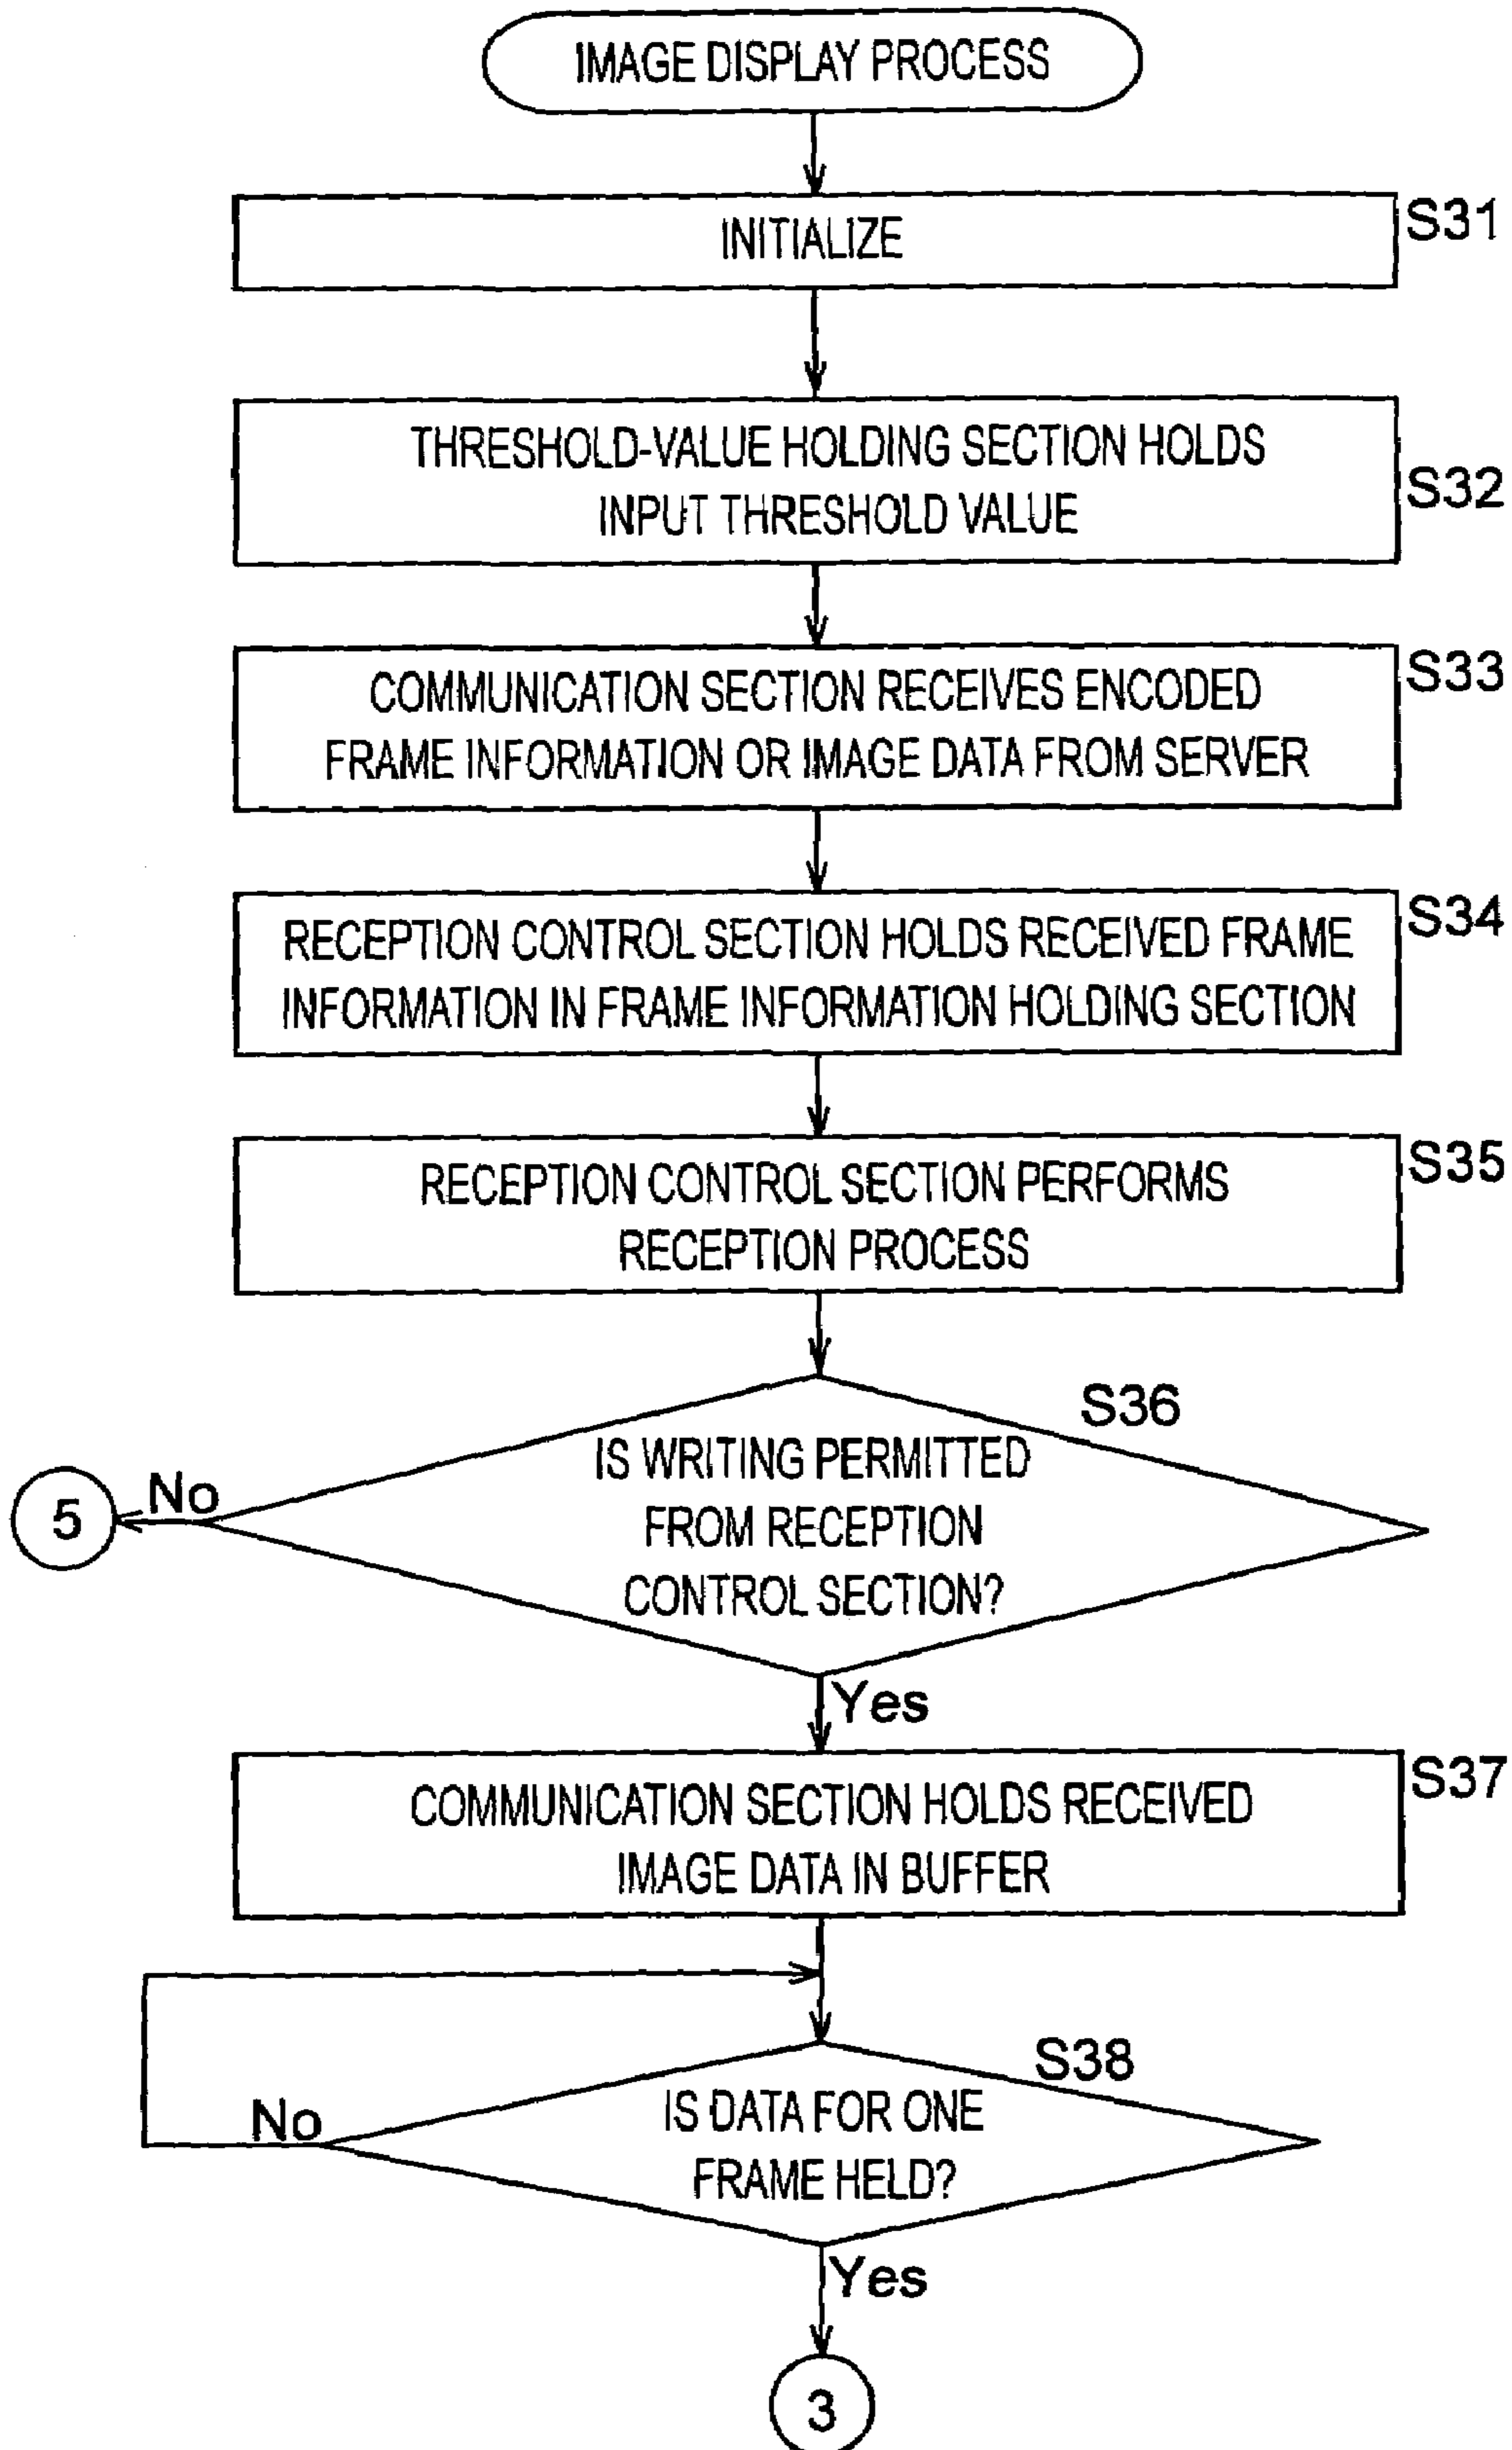 IMAGE DISPLAY PROCESS
INITIALIZE
S31
THRESHOLD-VALUE HOLDING SECTION HOLDS
INPUT THRESHOLD VALUE
S32
COMMUNICATION SECTION RECEIVES ENCODED
FRAME INFORMATION OR IMAGE DATA FROM SERVER
S33
RECEPTION CONTROL SECTION HOLDS RECEIVED FRAME
INFORMATION IN FRAME INFORMATION HOLDING SECTION
S34
RECEPTION CONTROL SECTION PERFORMS
RECEPTION PROCESS
S35
S36
IS WRITING PERMITTED
FROM RECEPTION
CONTROL SECTION?
No
5
Yes
COMMUNICATION SECTION HOLDS RECEIVED
IMAGE DATA IN BUFFER
S37
S38
IS DATA FOR ONE
FRAME HELD?
No
Yes
3